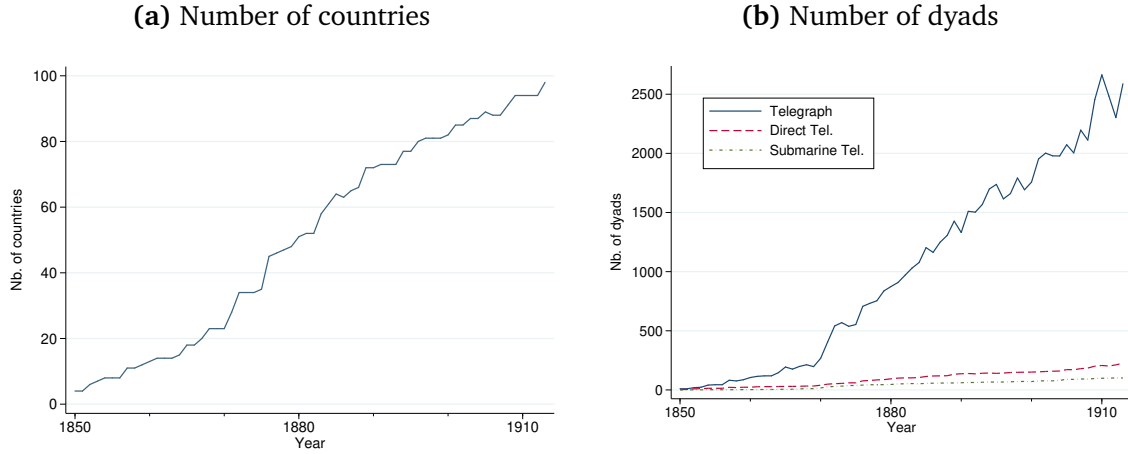 (a) Number of countries
100
80
60
40
20
0
Nb. of countries
1850
1880
1910
Year
(b) Number of dyads
2500
2000
1500
1000
500
0
Nb. of dyads
Telegraph
Direct Tel.
Submarine Tel.
1850
1880
1910
Year